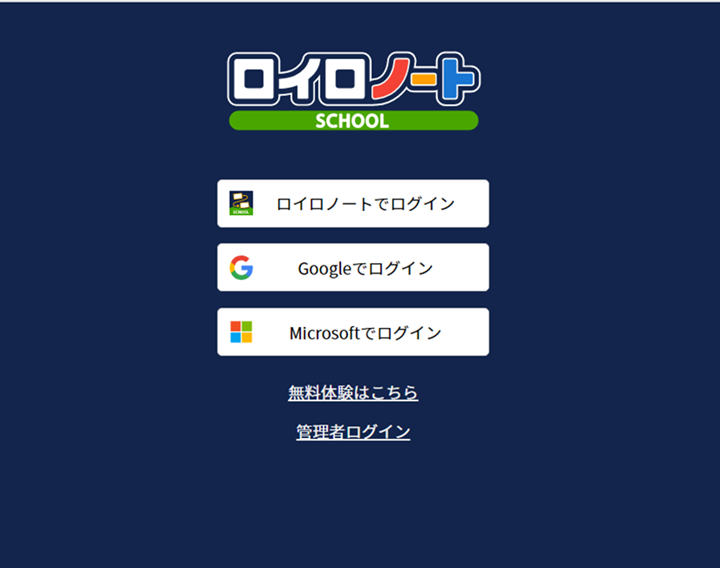 ロイロノート
SCHOOL
SCHOOL
ロイロノートでログイン
Googleでログイン
Microsoftでログイン
無料体験はこちら
管理者ログイン